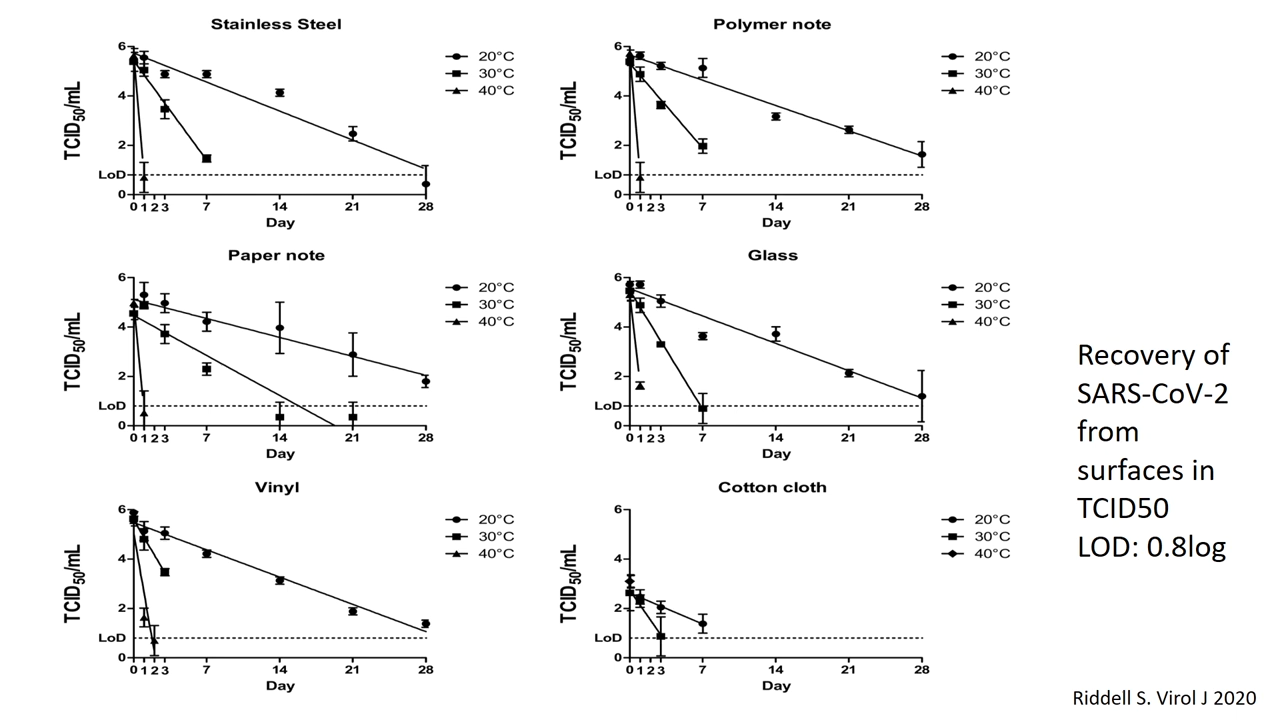 Stainless Steel
TCID50/mL
6
4
2
LoD
0
0 1 2 3 7 14 21 28
Day
20°C
30°C
40°C
Polymer note
TCID50/mL
6
4
2
LoD
0
0 1 2 3 7 14 21 28
Day
20°C
30°C
40°C
Paper note
TCID50/mL
6
4
2
LoD
0
0 1 2 3 7 14 21 28
Day
20°C
30°C
40°C
Glass
TCID50/mL
6
4
2
LoD
0
0 1 2 3 7 14 21 28
Day
20°C
30°C
40°C
Vinyl
TCID50/mL
6
4
2
LoD
0
0 1 2 3 7 14 21 28
Day
20°C
30°C
40°C
Cotton cloth
TCID50/mL
6
4
2
LoD
0
0 1 2 3 7 14 21 28
Day
20°C
30°C
40°C
Recovery of
SARS-CoV-2
from
surfaces in
TCID50
LOD: 0.8log
Riddell S. Virol J 2020